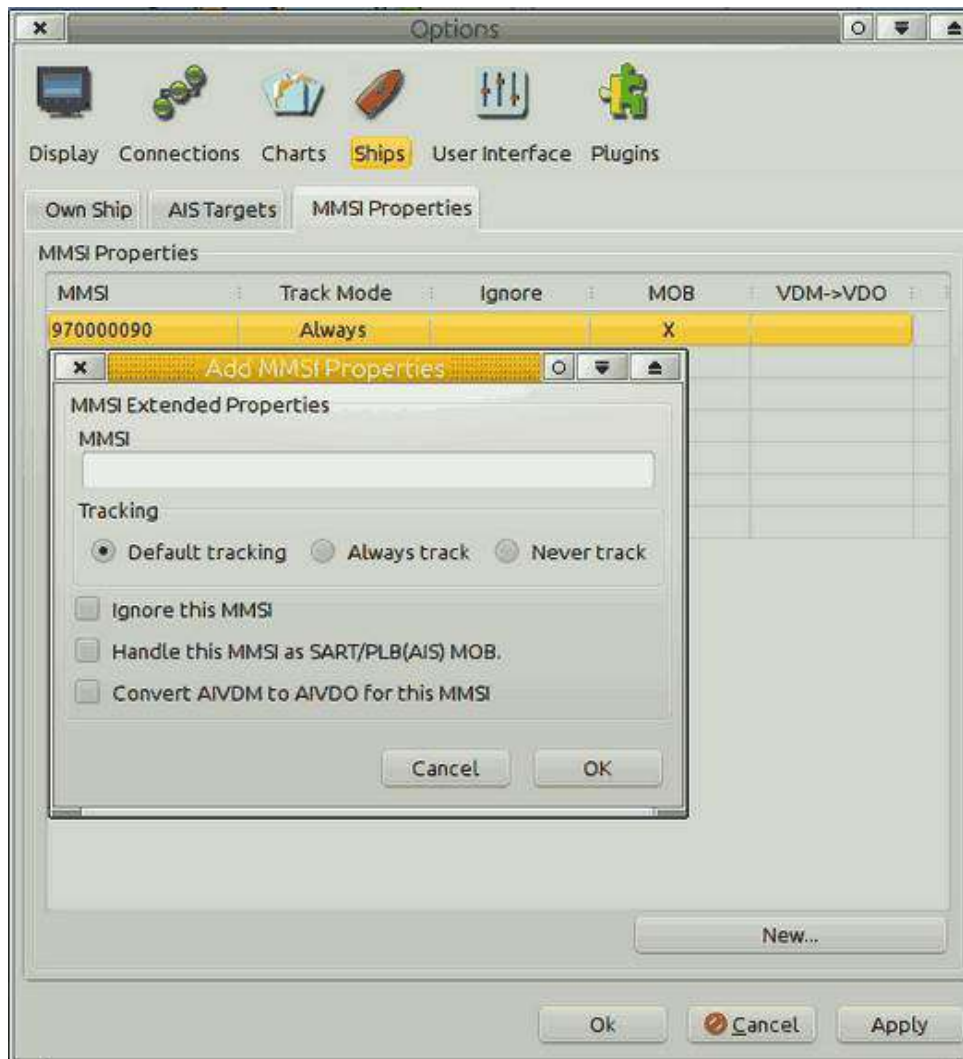 Options
Display Connections Charts Ships User Interface Plugins
Own Ship AIS Targets MMSI Properties
MMSI Properties
MMSI Track Mode Ignore MOB VDM->VDO
970000090 Always X
Add MMSI Properties
MMSI Extended Properties
MMSI
Tracking
Default tracking Always track Never track
Ignore this MMSI
Handle this MMSI as SART/PLB(AIS) MOB.
Convert AIVDM to AIVDO for this MMSI
Cancel OK
New...
Ok Cancel Apply